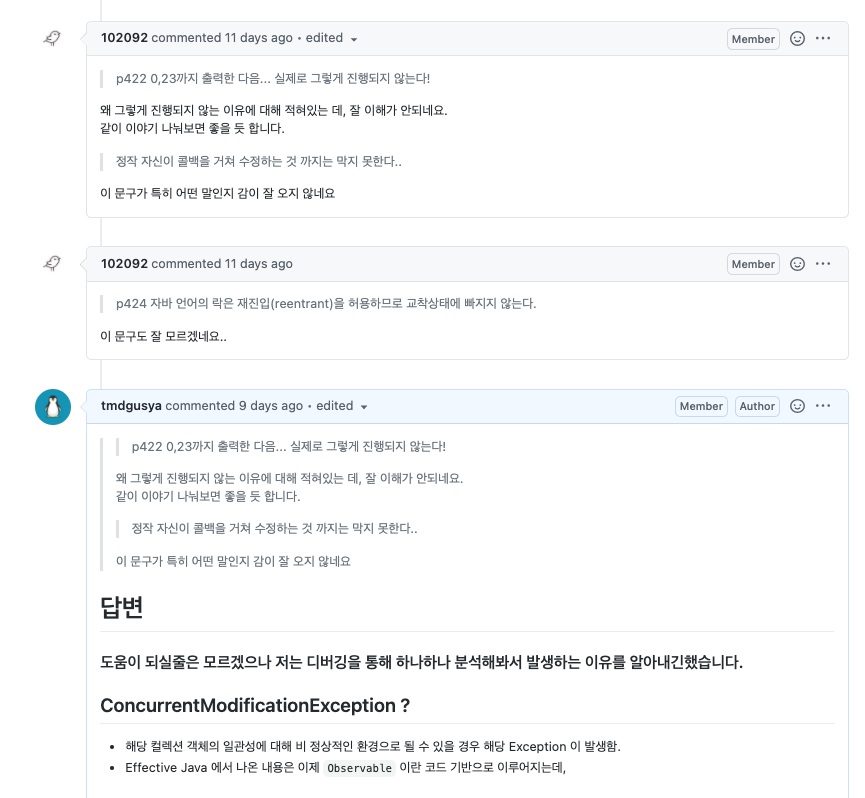 102092 commented 11 days ago • edited
Member
p422 0,23까지 출력한 다음... 실제로 그렇게 진행되지 않는다!
왜 그렇게 진행되지 않는 이유에 대해 적혀있는 데, 잘 이해가 안되네요.
같이 이야기 나눠보면 좋을 듯 합니다.
정작 자신이 콜백을 거쳐 수정하는 것 까지는 막지 못한다..
이 문구가 특히 어떤 말인지 감이 잘 오지 않네요
102092 commented 11 days ago
Member
p424 자바 언어의 락은 재진입(reentrant)을 허용하므로 교착상태에 빠지지 않는다.
이 문구도 잘 모르겠네요..
tmdgusya commented 9 days ago • edited
Member
Author
p422 0,23까지 출력한 다음... 실제로 그렇게 진행되지 않는다!
왜 그렇게 진행되지 않는 이유에 대해 적혀있는 데, 잘 이해가 안되네요.
같이 이야기 나눠보면 좋을 듯 합니다.
정작 자신이 콜백을 거쳐 수정하는 것 까지는 막지 못한다..
이 문구가 특히 어떤 말인지 감이 잘 오지 않네요
답변
도움이 되실줄은 모르겠으나 저는 디버깅을 통해 하나하나 분석해봐서 발생하는 이유를 알아내긴했습니다.
ConcurrentModificationException ?
• 해당 컬렉션 객체의 일관성에 대해 비 정상적인 환경으로 될 수 있을 경우 해당 Exception 이 발생함.
• Effective Java 에서 나온 내용은 이제 Observable 이란 코드 기반으로 이루어지는데,